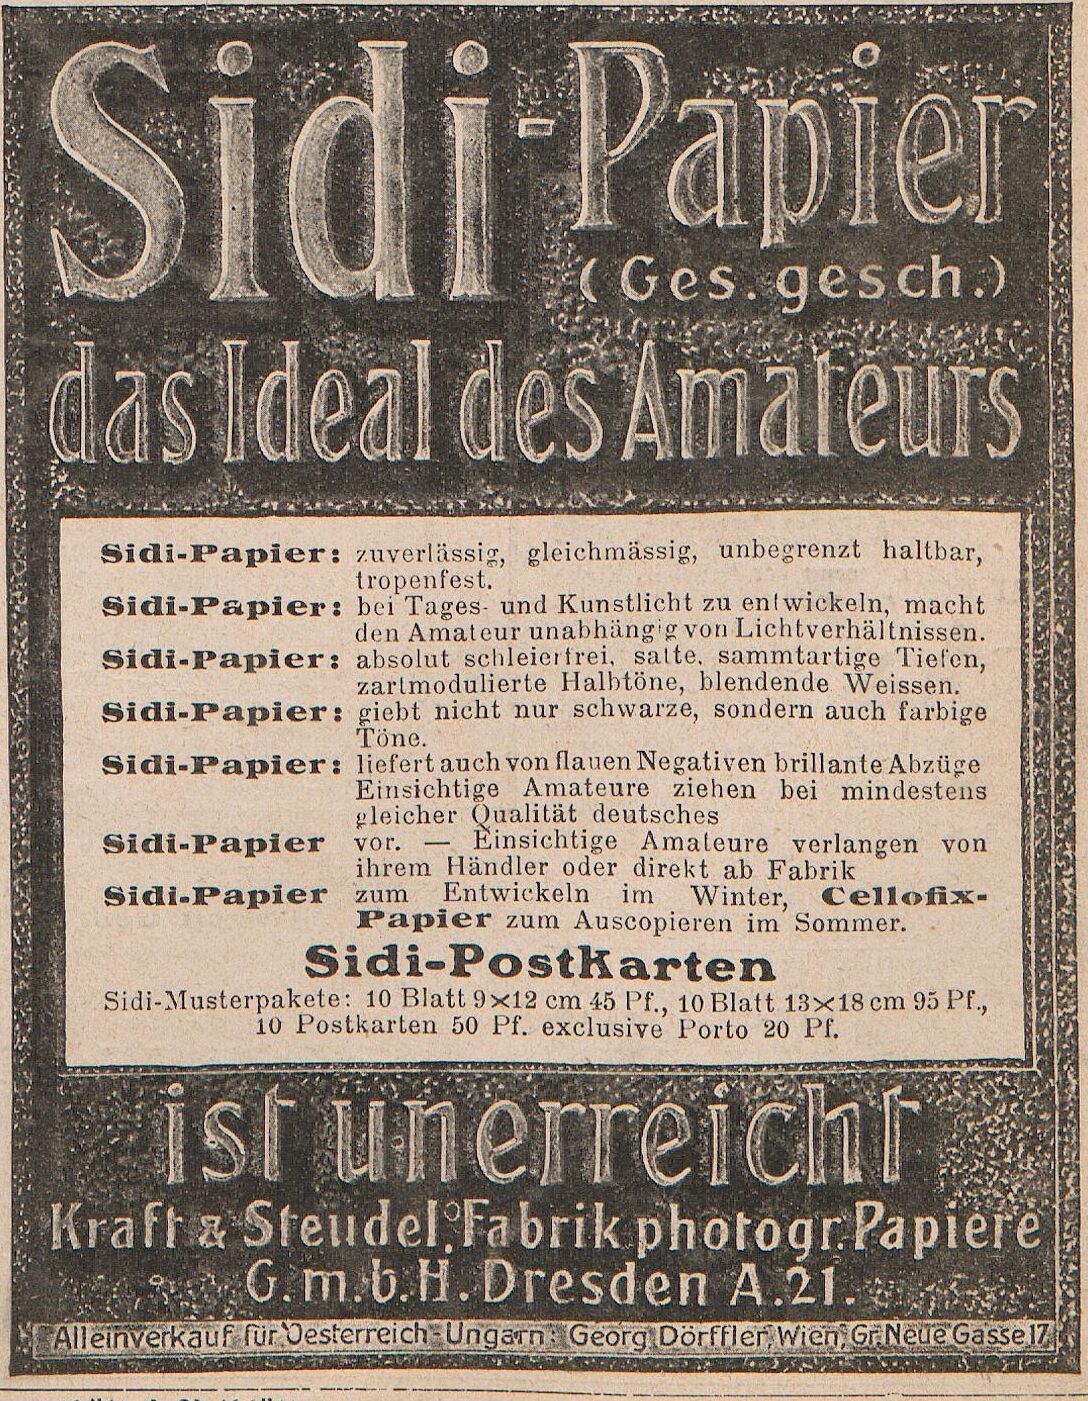 Sidi-Papier
(Ges. gesch.)
das Ideal des Amateurs
Sidi-Papier: zuverlässig, gleichmässig, unbegrenzt haltbar,
tropenfest.
Sidi-Papier: bei Tages- und Kunstlicht zu entwickeln, macht
den Amateur unabhängig von Lichtverhältnissen.
Sidi-Papier: absolut schleierfrei, satte, sammtartige Tiefen,
zartmodulierte Halbtöne, blendende Weissen.
Sidi-Papier: giebt nicht nur schwarze, sondern auch farbige
Töne.
Sidi-Papier: liefert auch von flauen Negativen brillante Abzüge
Einsichtige Amateure ziehen bei mindestens
gleicher Qualität deutsches
Sidi-Papier vor. — Einsichtige Amateure verlangen von
ihrem Händler oder direkt ab Fabrik
Sidi-Papier zum Entwickeln im Winter, Cellofix-
Papier zum Auscopieren im Sommer.
Sidi-Postkarten
Sidi-Musterpakete: 10 Blatt 9×12 cm 45 Pf., 10 Blatt 13×18 cm 95 Pf.,
10 Postkarten 50 Pf. exclusive Porto 20 Pf.
ist unerreicht
Kraft & Steudel, Fabrik photogr. Papiere
G.m.b.H. Dresden A.21.
Alleinverkauf für Oesterreich-Ungarn: Georg Dörffler, Wien, Gr. Neue Gasse 17